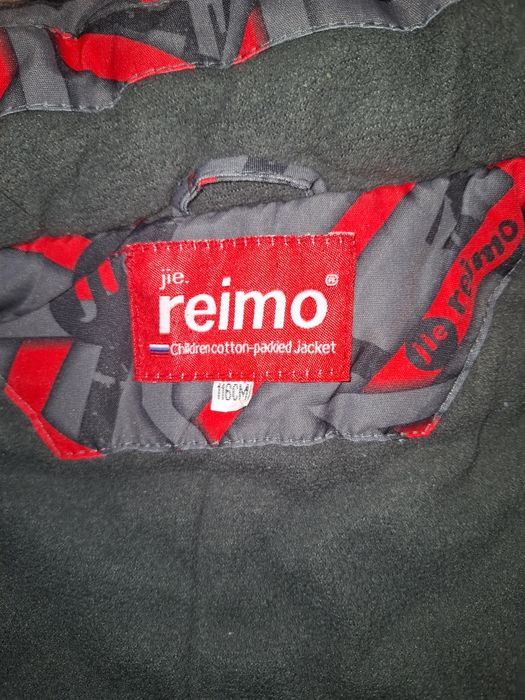 jie.
reimo®
Children cotton-padded Jacket
116CM
jie reimo